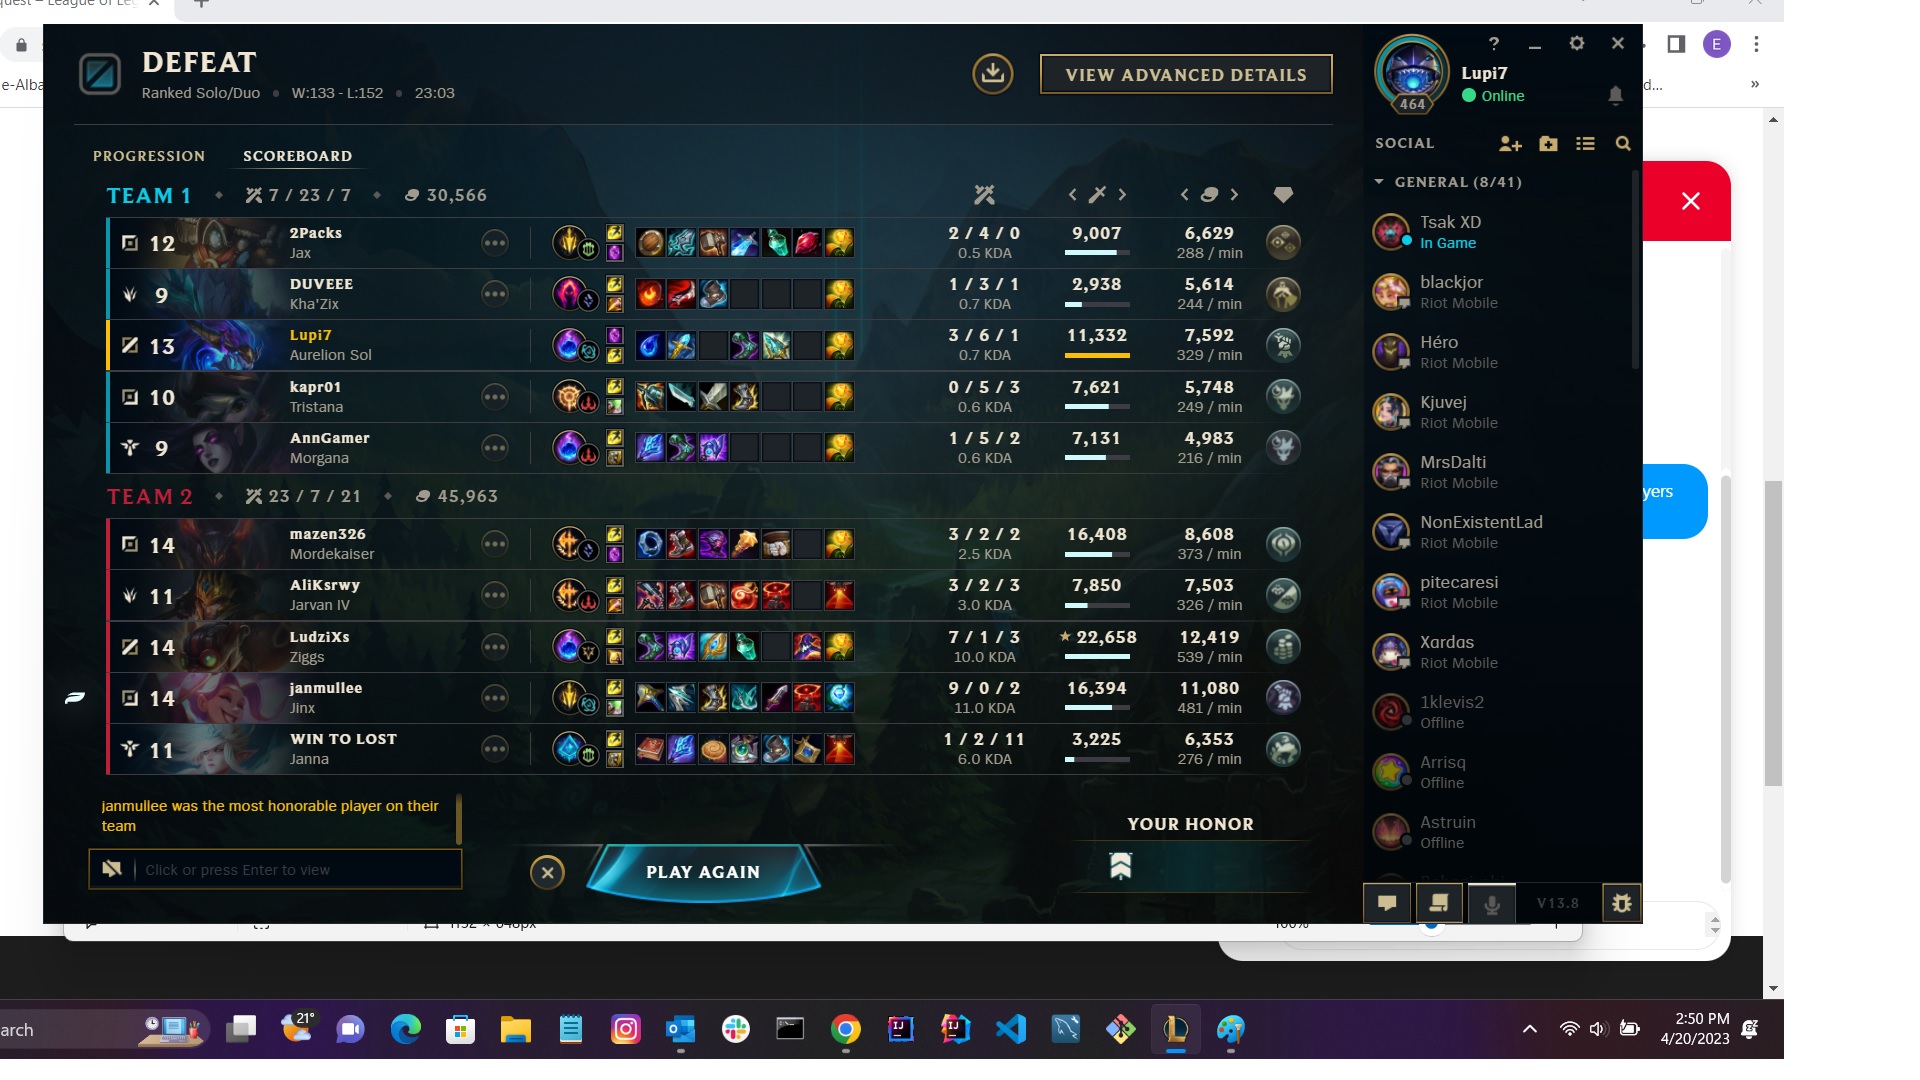 quest – League of Leg
DEFEAT
Ranked Solo/Duo • W:133 - L:152 • 23:03
VIEW ADVANCED DETAILS
PROGRESSION SCOREBOARD
TEAM 1 7 / 23 / 7 30,566
12 2Packs 2 / 4 / 0 9,007 6,629
Jax 0.5 KDA 288 / min
9 DUVEEE 1 / 3 / 1 2,938 5,614
Kha'Zix 0.7 KDA 244 / min
13 Lupi7 3 / 6 / 1 11,332 7,592
Aurelion Sol 0.7 KDA 329 / min
10 kapr01 0 / 5 / 3 7,621 5,748
Tristana 0.6 KDA 249 / min
9 AnnGamer 1 / 5 / 2 7,131 4,983
Morgana 0.6 KDA 216 / min
TEAM 2 23 / 7 / 21 45,963
14 mazen326 3 / 2 / 2 16,408 8,608
Mordekaiser 2.5 KDA 373 / min
11 AliKsrwy 3 / 2 / 3 7,850 7,503
Jarvan IV 3.0 KDA 326 / min
14 LudziXs 7 / 1 / 3 22,658 12,419
Ziggs 10.0 KDA 539 / min
14 janmullee 9 / 0 / 2 16,394 11,080
Jinx 11.0 KDA 481 / min
11 WIN TO LOST 1 / 2 / 11 3,225 6,353
Janna 6.0 KDA 276 / min
janmullee was the most honorable player on their
team
Click or press Enter to view
PLAY AGAIN
YOUR HONOR
?
Lupi7
464
Online
SOCIAL
GENERAL (8/41)
Tsak XD
In Game
blackjor
Riot Mobile
Héro
Riot Mobile
Kjuvej
Riot Mobile
MrsDalti
Riot Mobile
NonExistentLad
Riot Mobile
pitecaresi
Riot Mobile
Xardas
Riot Mobile
1klevis2
Offline
Arrisq
Offline
Astruin
Offline
V13.8
E
e-Alba
d...
»
yers
100%
arch
21°
IJ
IJ
2:50 PM
4/20/2023